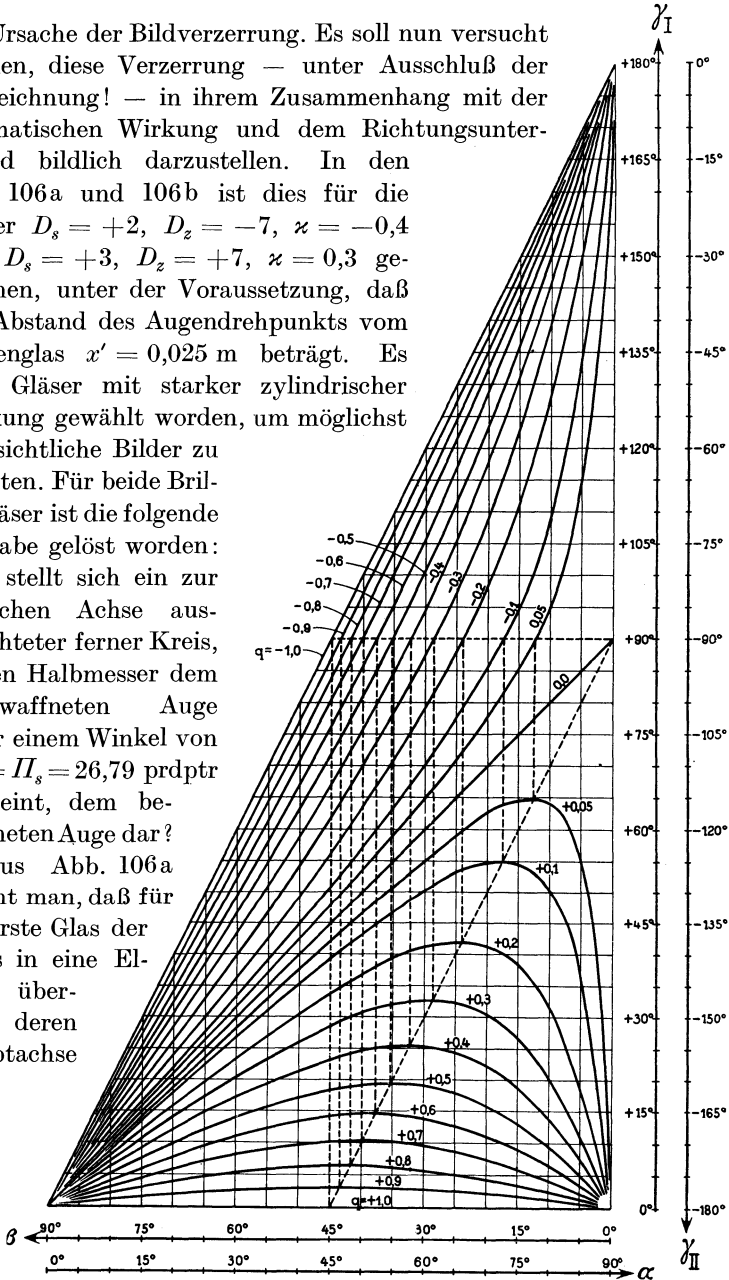 Ursache der Bildverzerrung. Es soll nun versucht
en, diese Verzerrung — unter Ausschluß der
eichnung! — in ihrem Zusammenhang mit der
matischen Wirkung und dem Richtungsunter-
d bildlich darzustellen. In den
106a und 106b ist dies für die
er D_s = +2, D_z = −7, ϰ = −0,4
D_s = +3, D_z = +7, ϰ = 0,3 ge-
en, unter der Voraussetzung, daß
Abstand des Augendrehpunkts vom
englas x′ = 0,025 m beträgt. Es
Gläser mit starker zylindrischer
kung gewählt worden, um möglichst
sichtliche Bilder zu
ten. Für beide Bril-
äser ist die folgende
abe gelöst worden:
stellt sich ein zur
chen Achse aus-
hteter ferner Kreis,
en Halbmesser dem
waffneten Auge
r einem Winkel von
= Π_s = 26,79 prdptr
eint, dem be-
neten Auge dar?
us Abb. 106a
nt man, daß für
rste Glas der
s in eine El-
über-
deren
ptachse
γ_I
+180°
+165°
+150°
+135°
+120°
+105°
+90°
+75°
+60°
+45°
+30°
+15°
0°
0°
−15°
−30°
−45°
−60°
−75°
−90°
−105°
−120°
−135°
−150°
−165°
−180°
γ_II
−0,5
−0,6
−0,7
−0,8
−0,9
q=−1,0
−0,4
−0,3
−0,2
−0,1
0,05
0,0
+0,05
+0,1
+0,2
+0,3
+0,4
+0,5
+0,6
+0,7
+0,8
+0,9
q=+1,0
β 90° 75° 60° 45° 30° 15° 0°
0° 15° 30° 45° 60° 75° 90° α